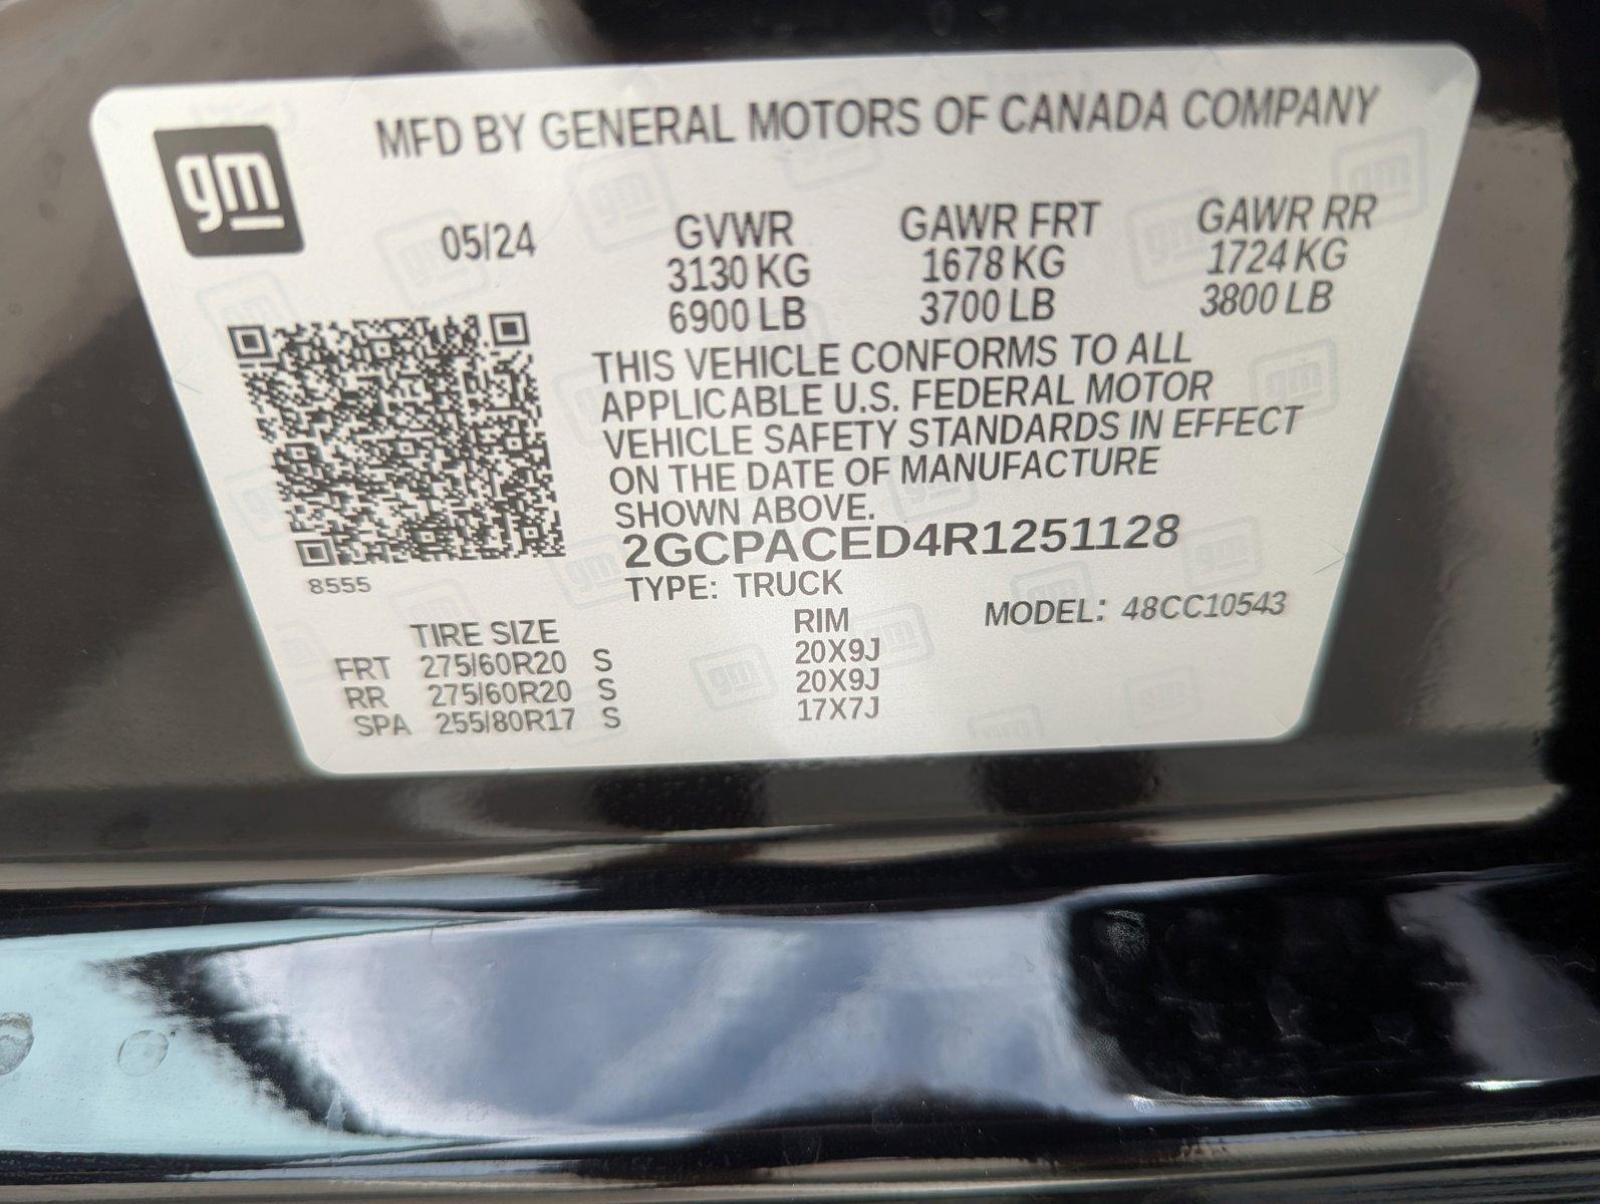 MFD BY GENERAL MOTORS OF CANADA COMPANY
gm
05/24 GVWR GAWR FRT GAWR RR
3130 KG 1678 KG 1724 KG
6900 LB 3700 LB 3800 LB
THIS VEHICLE CONFORMS TO ALL
APPLICABLE U.S. FEDERAL MOTOR
VEHICLE SAFETY STANDARDS IN EFFECT
ON THE DATE OF MANUFACTURE
SHOWN ABOVE.
2GCPACED4R1251128
8555
TYPE: TRUCK
MODEL: 48CC10543
TIRE SIZE RIM
FRT 275/60R20 S 20X9J
RR 275/60R20 S 20X9J
SPA 255/80R17 S 17X7J